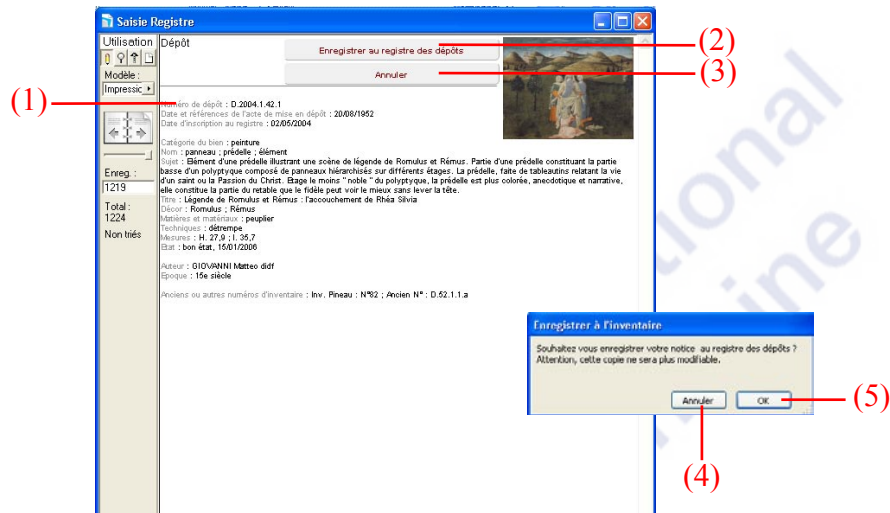 Saisie Registre
Utilisation
Modèle :
Impressic
Enreg. :
1219
Total :
1224
Non triés
Dépôt
Enregistrer au registre des dépôts
Annuler
(1)
(2)
(3)
Numéro de dépôt : D.2004.1.42.1
Date et références de l'acte de mise en dépôt : 20/08/1952
Date d'inscription au registre : 02/05/2004
Catégorie du bien : peinture
Nom : panneau ; prédelle ; élément
Sujet : Elément d'une prédelle illustrant une scène de légende de Romulus et Rémus. Partie d'une prédelle constituant la partie
basse d'un polyptyque composé de panneaux hiérarchisés sur différents étages. La prédelle, faite de tableautins relatant la vie
d'un saint ou la Passion du Christ. Etage le moins "noble " du polyptyque, la prédelle est plus colorée, anecdotique et narrative,
elle constitue la partie du retable que le fidèle peut voir le mieux sans lever la tête.
Titre : Légende de Romulus et Rémus : l'accouchement de Rhéa Silvia
Décor : Romulus ; Rémus
Matières et matériaux : peuplier
Techniques : détrempe
Mesures : H. 27,9 ; l. 35,7
Etat : bon état, 15/01/2006
Auteur : GIOVANNI Matteo didf
Epoque : 15e siècle
Anciens ou autres numéros d'inventaire : Inv. Pineau : N°82 ; Ancien N° : D.52.1.1.a
Enregistrer à l'inventaire
Souhaitez vous enregistrer votre notice au registre des dépôts ?
Attention, cette copie ne sera plus modifiable.
Annuler
OK
(4)
(5)